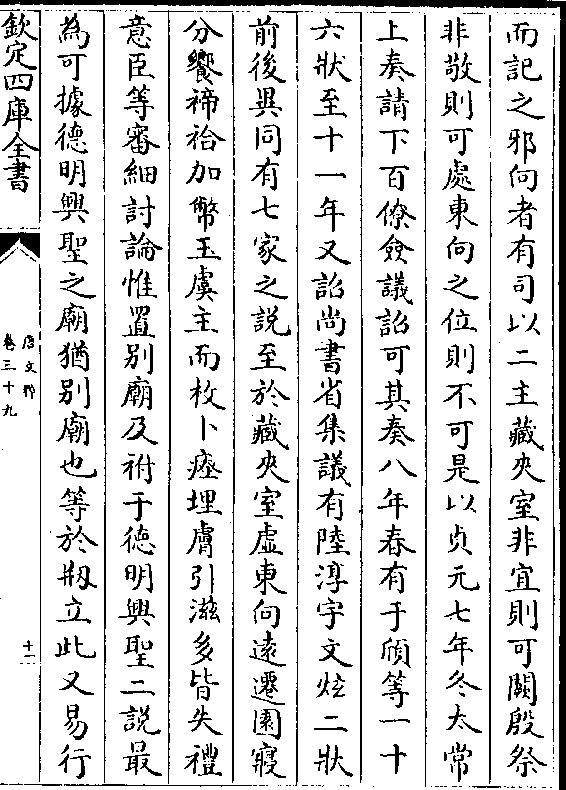 而記之邪向者有司以二主藏夾室非宜則可闕殷祭
非敬則可處東向之位則不可是以貞元七年冬太常
上奏請下百僚僉議詔可其奏八年春有于頎等一十
六狀至十一年又詔尚書省集議有陸淳宇文炫二狀
前後異同有七家之說至於藏夾室虛東向遠遷園寢
分饗禘祫加幣玉虞主而枚卜瘞埋膚引滋多皆失禮
意臣等審細討論惟置别廟及祔于德明興聖二說最
為可據德明興聖之廟猶别廟也等於剏立此又易行
欽定四庫全書
唐文粹
卷三十九
十一